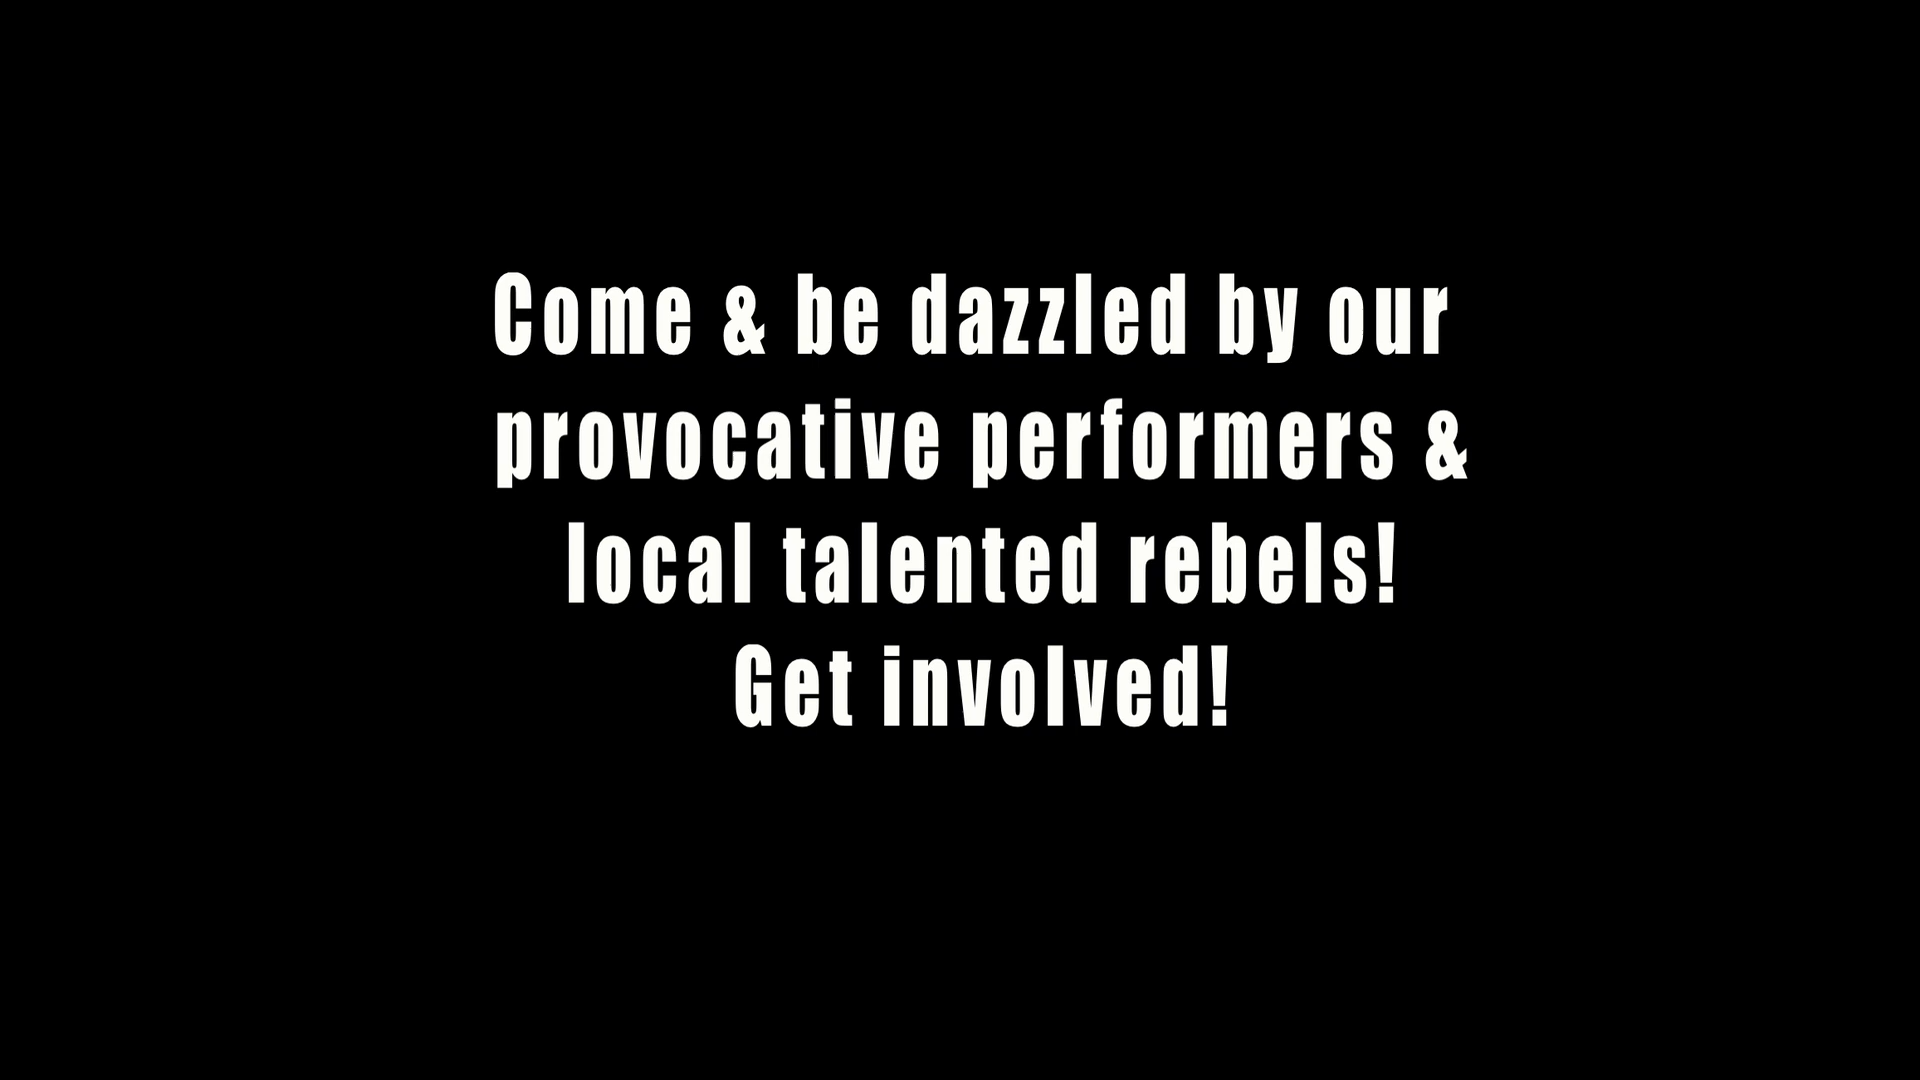 Come & be dazzled by our
provocative performers &
local talented rebels!
Get involved!